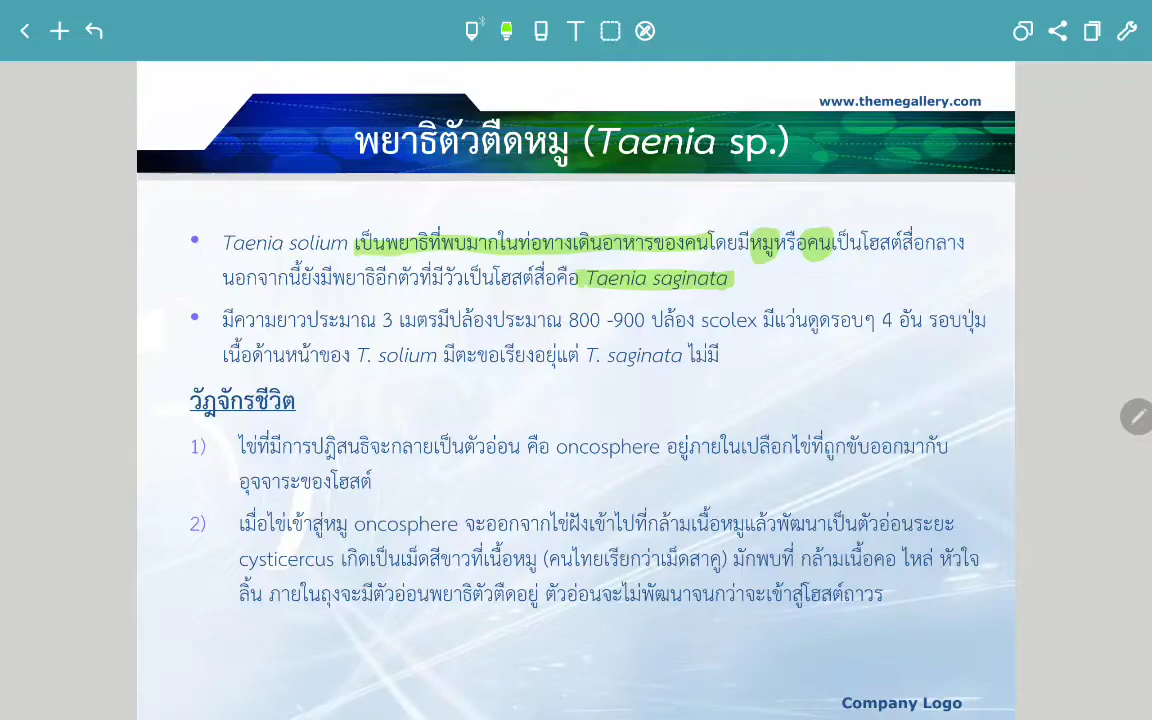 www.themegallery.com
พยาธิตัวตืดหมู (Taenia sp.)
• Taenia solium เป็นพยาธิที่พบมากในท่อทางเดินอาหารของคนโดยมีหมูหรือคนเป็นโฮสต์สื่อกลาง
นอกจากนี้ยังมีพยาธิอีกตัวที่มีวัวเป็นโฮสต์สื่อคือ Taenia saginata
• มีความยาวประมาณ 3 เมตรมีปล้องประมาณ 800 -900 ปล้อง scolex มีแว่นดูดรอบๆ 4 อัน รอบปุ่ม
เนื้อด้านหน้าของ T. solium มีตะขอเรียงอยู่แต่ T. saginata ไม่มี
วัฎจักรชีวิต
1) ไข่ที่มีการปฎิสนธิจะกลายเป็นตัวอ่อน คือ oncosphere อยู่ภายในเปลือกไข่ที่ถูกขับออกมากับ
อุจจาระของโฮสต์
2) เมื่อไข่เข้าสู่หมู oncosphere จะออกจากไข่ฝังเข้าไปที่กล้ามเนื้อหมูแล้วพัฒนาเป็นตัวอ่อนระยะ
cysticercus เกิดเป็นเม็ดสีขาวที่เนื้อหมู (คนไทยเรียกว่าเม็ดสาคู) มักพบที่ กล้ามเนื้อคอ ไหล่ หัวใจ
ลิ้น ภายในถุงจะมีตัวอ่อนพยาธิตัวตืดอยู่ ตัวอ่อนจะไม่พัฒนาจนกว่าจะเข้าสู่โฮสต์ถาวร
Company Logo